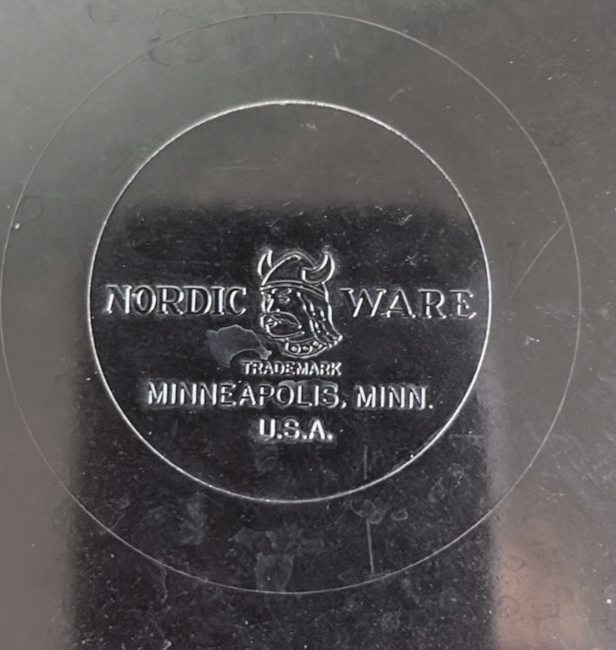 NORDIC WARE
TRADEMARK
MINNEAPOLIS, MINN.
U.S.A.